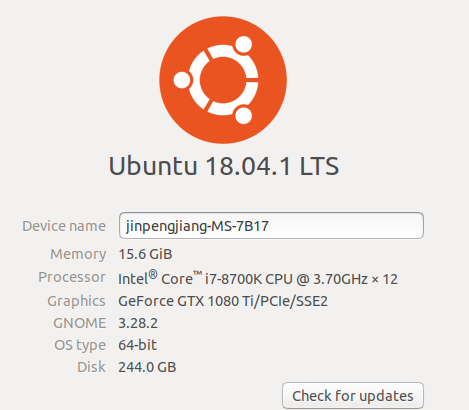 Ubuntu 18.04.1 LTS
Device name jinpengjiang-MS-7B17
Memory 15.6 GiB
Processor Intel® Core™ i7-8700K CPU @ 3.70GHz × 12
Graphics GeForce GTX 1080 Ti/PCIe/SSE2
GNOME 3.28.2
OS type 64-bit
Disk 244.0 GB
Check for updates